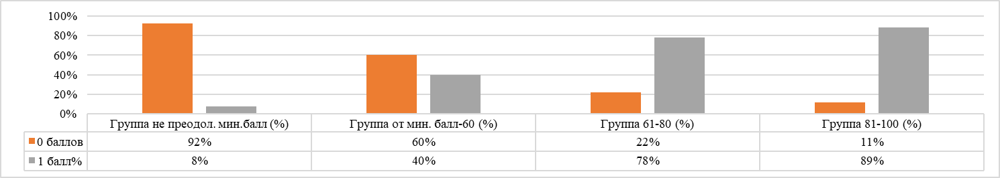 100%
80%
60%
40%
20%
0%
Группа не преодол. мин.балл (%) Группа от мин. балл-60 (%) Группа 61-80 (%) Группа 81-100 (%)
0 баллов 92% 60% 22% 11%
1 балл% 8% 40% 78% 89%